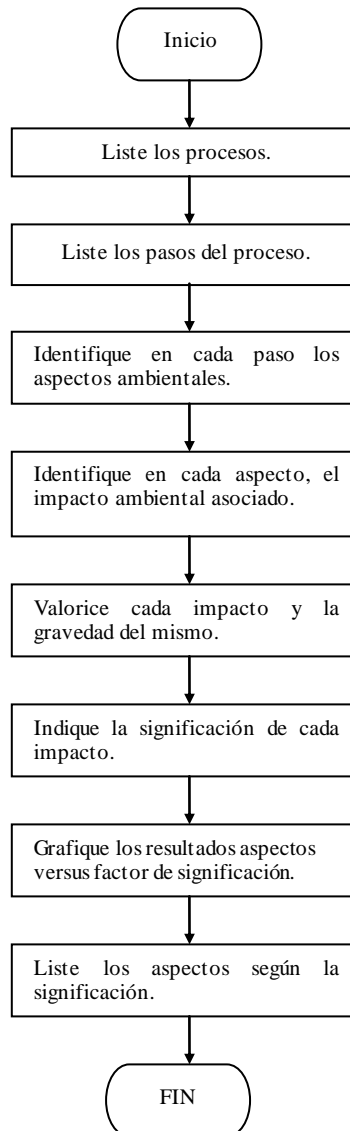 Inicio
Liste los procesos.
Liste los pasos del proceso.
Identifique en cada paso los
aspectos ambientales.
Identifique en cada aspecto, el
impacto ambiental asociado.
Valorice cada impacto y la
gravedad del mismo.
Indique la significación de cada
impacto.
Grafique los resultados aspectos
versus factor de significación.
Liste los aspectos según la
significación.
FIN